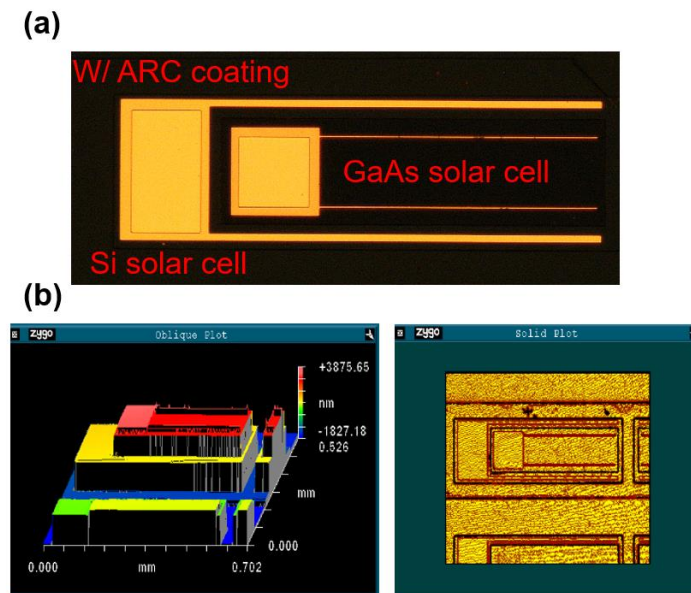 (a)
W/ ARC coating
GaAs solar cell
Si solar cell
(b)
zygo
Oblique Plot
+3875.65
nm
-1827.18
0.526
mm
0.000
0.000
mm
0.702
zygo
Solid Plot